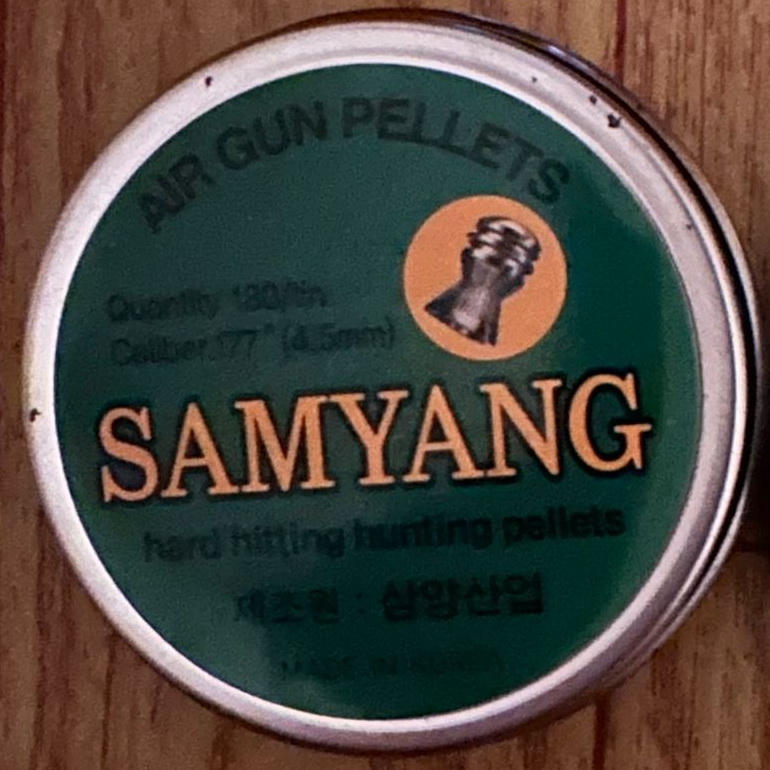 AIR GUN PELLETS
Quantity 180/tin
Caliber.177" (4.5mm)
SAMYANG
hard hitting hunting pellets
제조원 : 삼양산업
MADE IN KOREA